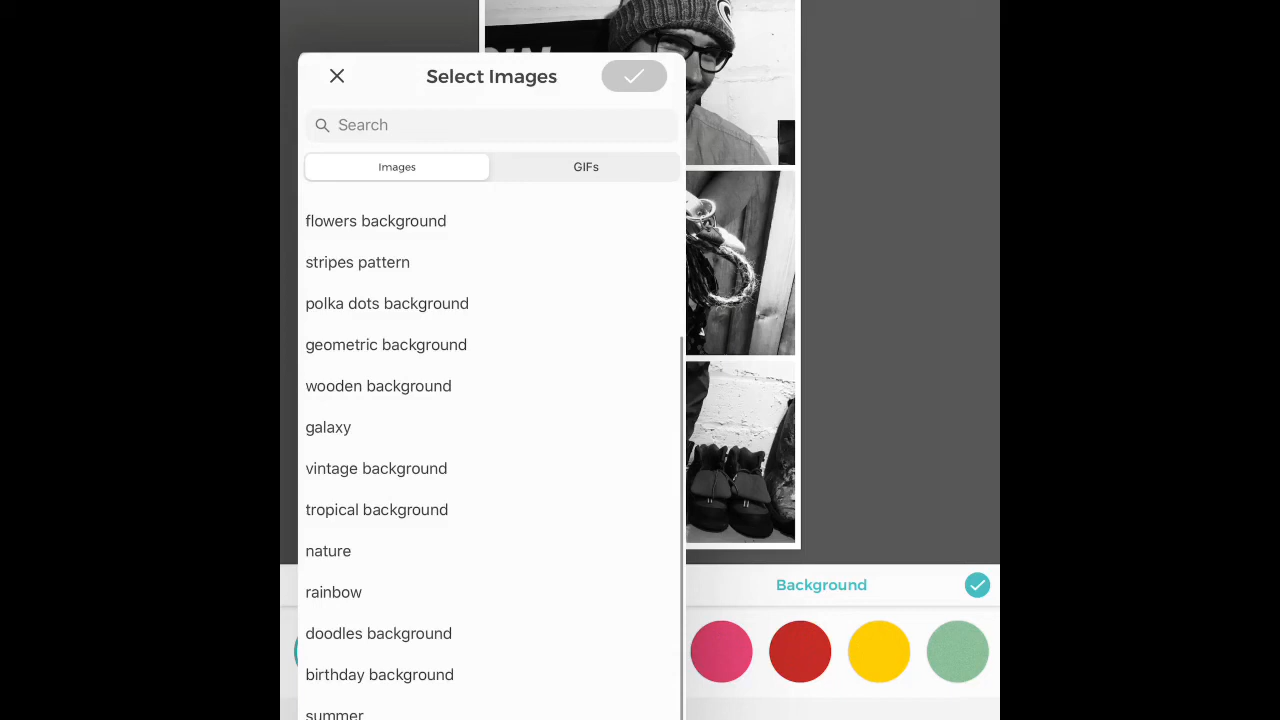 Select Images
Search
Images
GIFs
flowers background
stripes pattern
polka dots background
geometric background
wooden background
galaxy
vintage background
tropical background
nature
rainbow
doodles background
birthday background
summer
Background